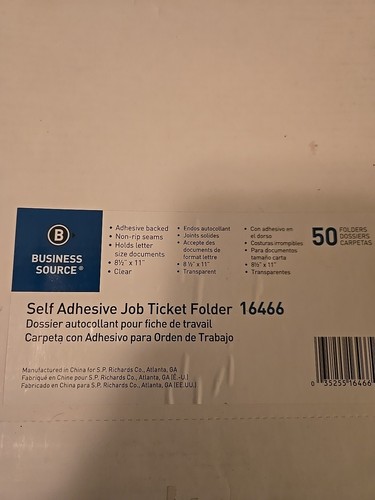 B
BUSINESS
SOURCE®
• Adhesive backed
• Non-rip seams
• Holds letter
size documents
• 8½" x 11"
• Clear
• Endos autocollant
• Joints solides
• Accepte des
documents de
format lettre
• 8 ½" x 11"
• Transparent
• Con adhesivo en
el dorso
• Costuras irrompibles
• Para documentos
tamaño carta
• 8½" x 11"
• Transparentes
50 FOLDERS
DOSSIERS
CARPETAS
Self Adhesive Job Ticket Folder 16466
Dossier autocollant pour fiche de travail
Carpeta con Adhesivo para Orden de Trabajo
Manufactured in China for S.P. Richards Co., Atlanta, GA
Fabriqué en Chine pour S.P. Richards Co., Atlanta, GA (É.-U.)
Fabricado en China para S.P. Richards Co., Atlanta, GA (EE.UU.)
0 35255 16466